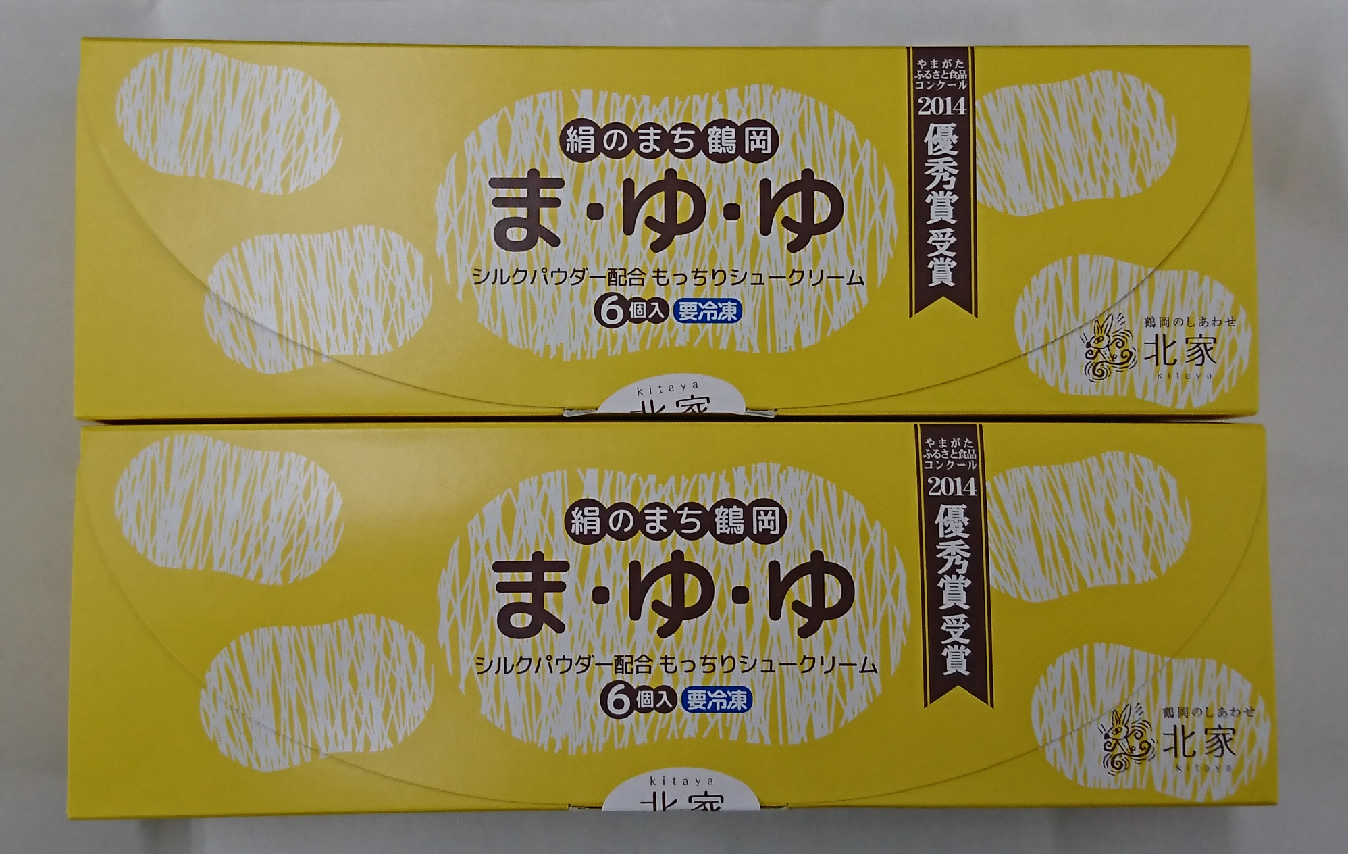 絹のまち鶴岡
ま・ゆ・ゆ
シルクパウダー配合 もっちりシュークリーム
6個入 要冷凍
やまがた
ふるさと食品
コンクール
2014
優秀賞受賞
鶴岡のしあわせ
北家
kitaya
kitaya
北家
絹のまち鶴岡
ま・ゆ・ゆ
シルクパウダー配合 もっちりシュークリーム
6個入 要冷凍
やまがた
ふるさと食品
コンクール
2014
優秀賞受賞
鶴岡のしあわせ
北家
kitaya
kitaya
北家